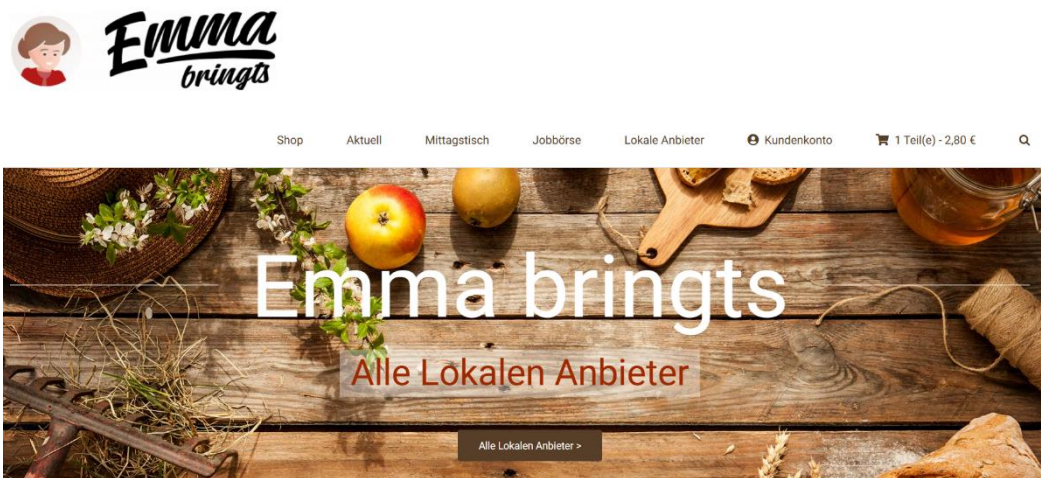 Emma
bringts
Shop Aktuell Mittagstisch Jobbörse Lokale Anbieter Kundenkonto 1 Teil(e) - 2,80 €
Emma bringts
Alle Lokalen Anbieter
Alle Lokalen Anbieter >